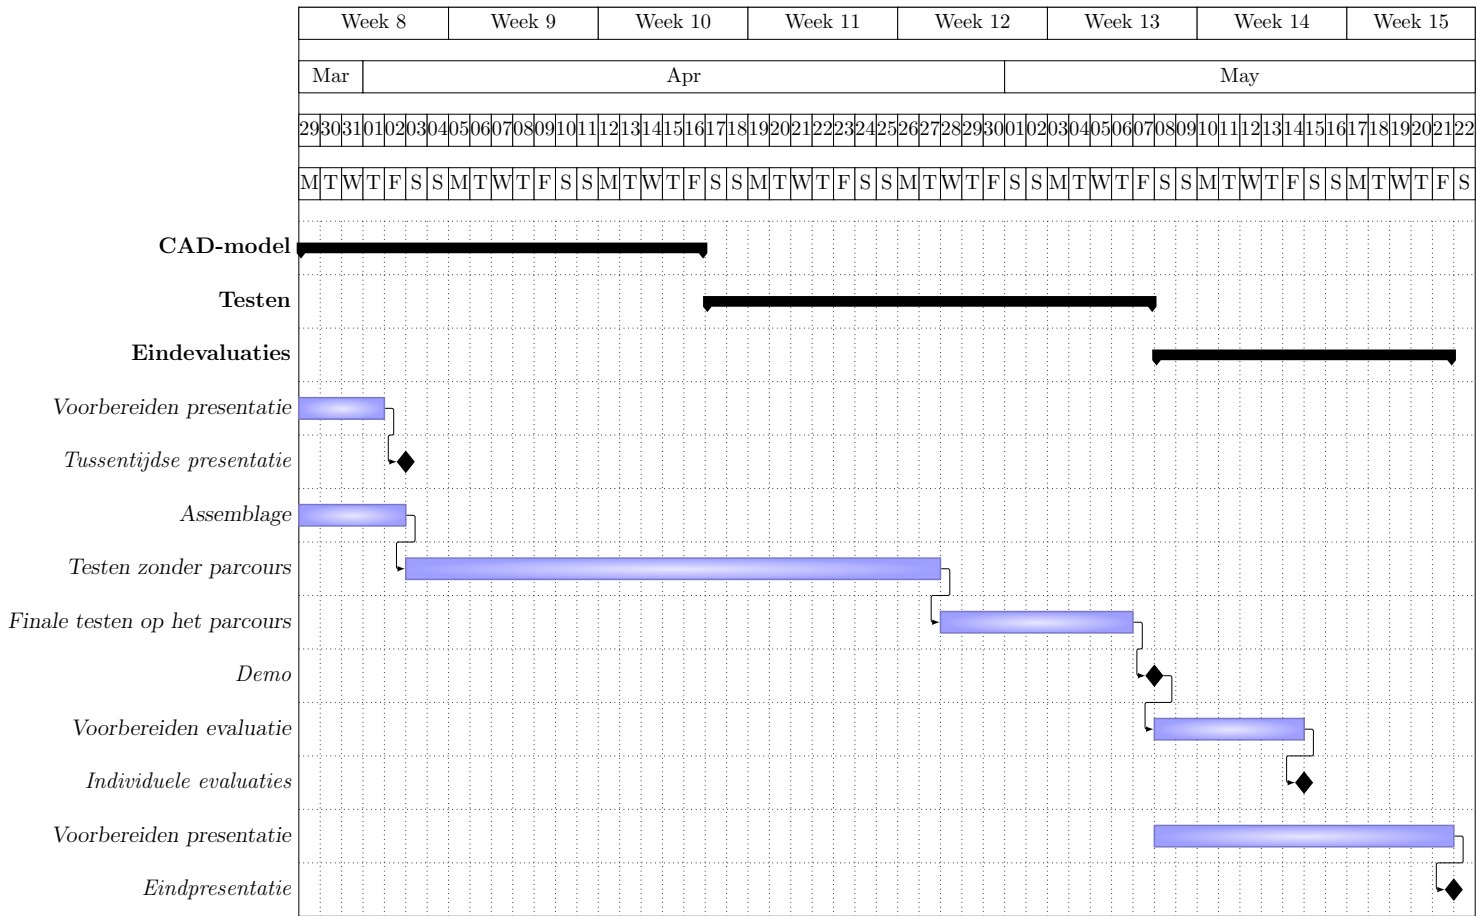 Week 8 Week 9 Week 10 Week 11 Week 12 Week 13 Week 14 Week 15
Mar Apr May
29 30 31 01 02 03 04 05 06 07 08 09 10 11 12 13 14 15 16 17 18 19 20 21 22 23 24 25 26 27 28 29 30 01 02 03 04 05 06 07 08 09 10 11 12 13 14 15 16 17 18 19 20 21 22
M T W T F S S M T W T F S S M T W T F S S M T W T F S S M T W T F S S M T W T F S S M T W T F S S M T W T F S
CAD-model
Testen
Eindevaluaties
Voorbereiden presentatie
Tussentijdse presentatie
Assemblage
Testen zonder parcours
Finale testen op het parcours
Demo
Voorbereiden evaluatie
Individuele evaluaties
Voorbereiden presentatie
Eindpresentatie